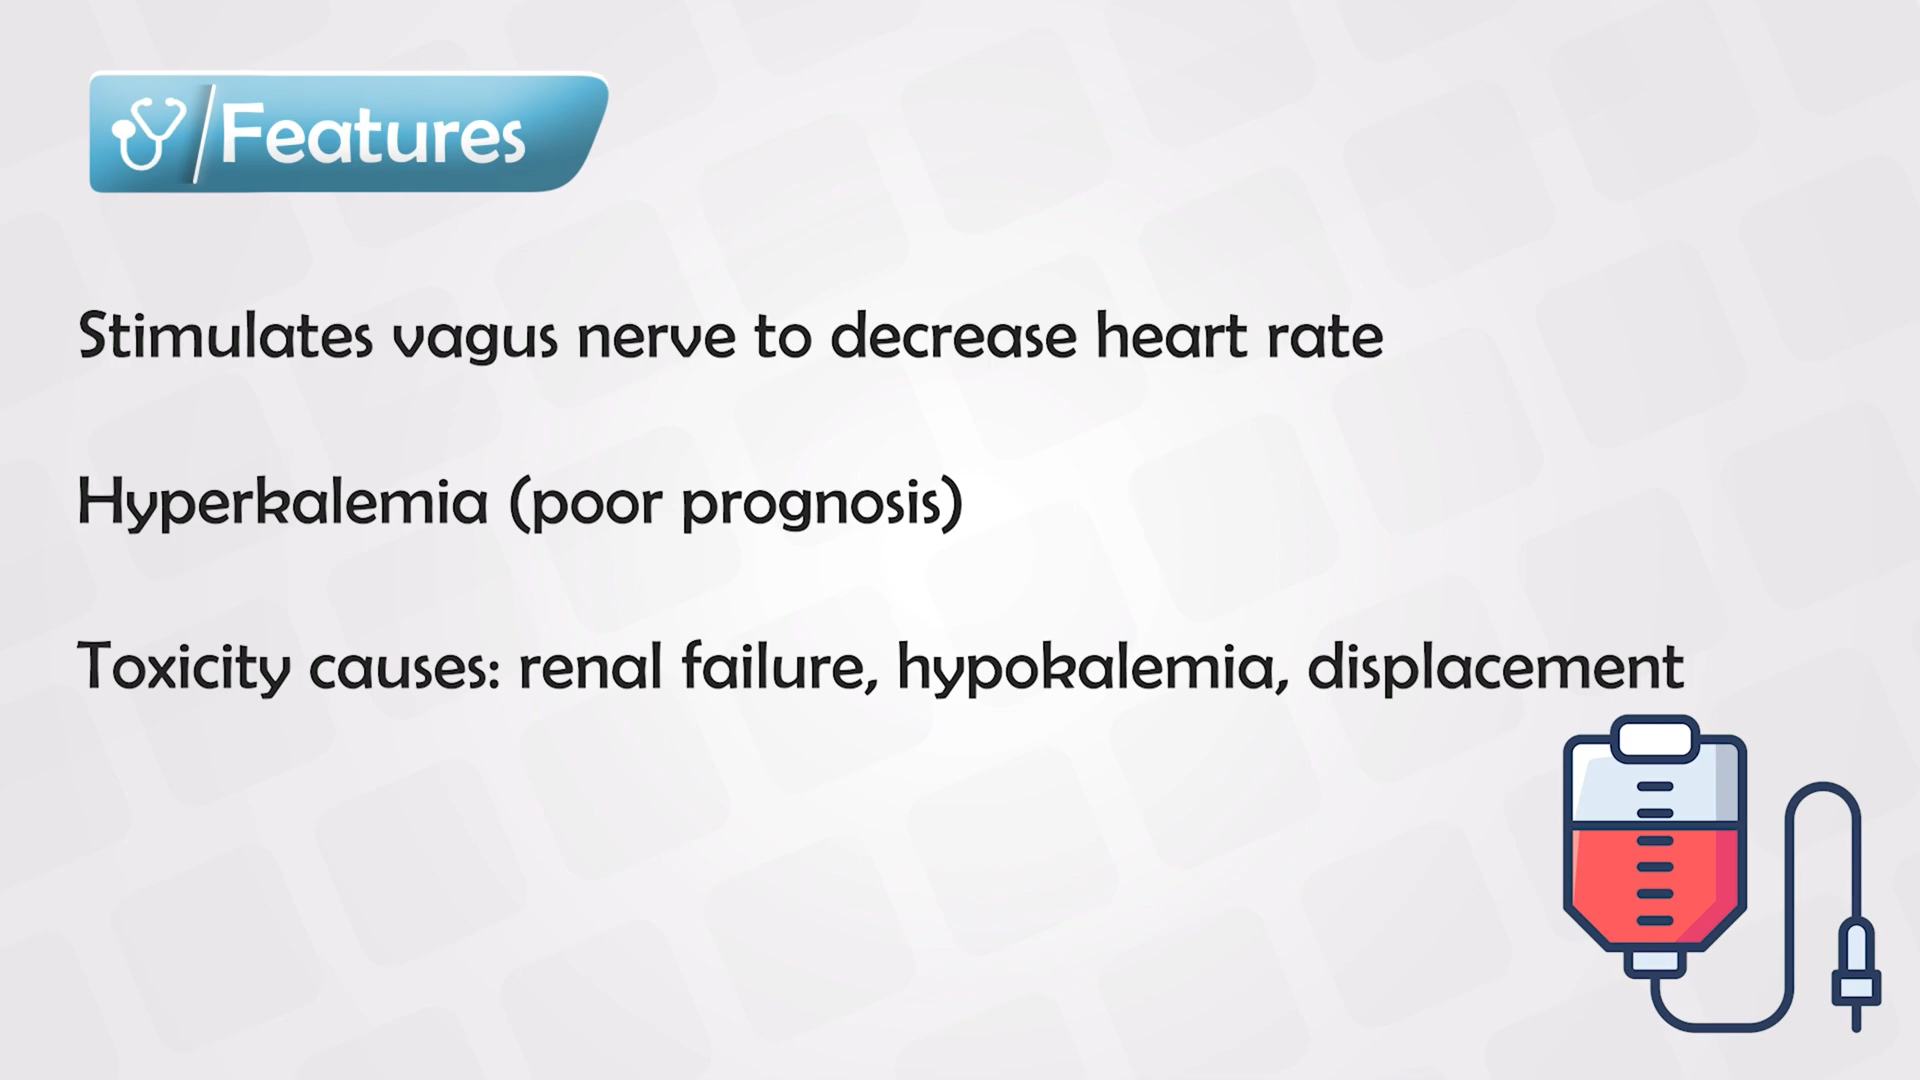 Features
Stimulates vagus nerve to decrease heart rate
Hyperkalemia (poor prognosis)
Toxicity causes: renal failure, hypokalemia, displacement